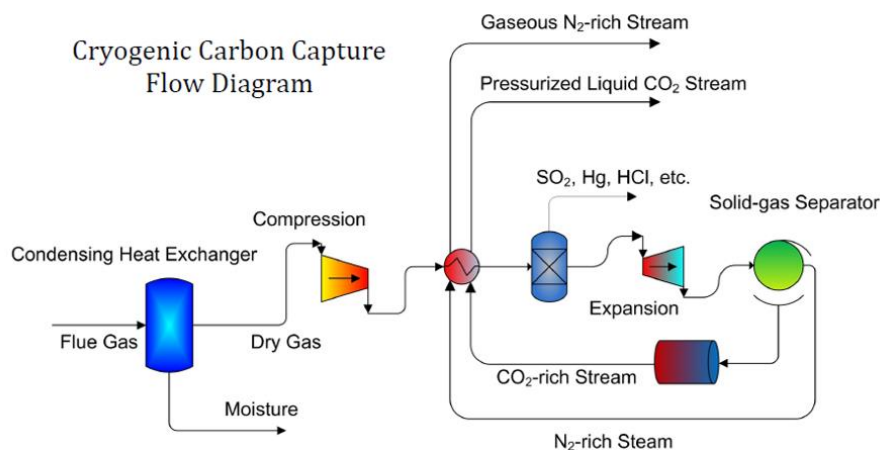 Cryogenic Carbon Capture
Flow Diagram
Gaseous N₂-rich Stream
Pressurized Liquid CO₂ Stream
SO₂, Hg, HCl, etc.
Solid-gas Separator
Compression
Condensing Heat Exchanger
Expansion
Flue Gas
Dry Gas
CO₂-rich Stream
Moisture
N₂-rich Steam